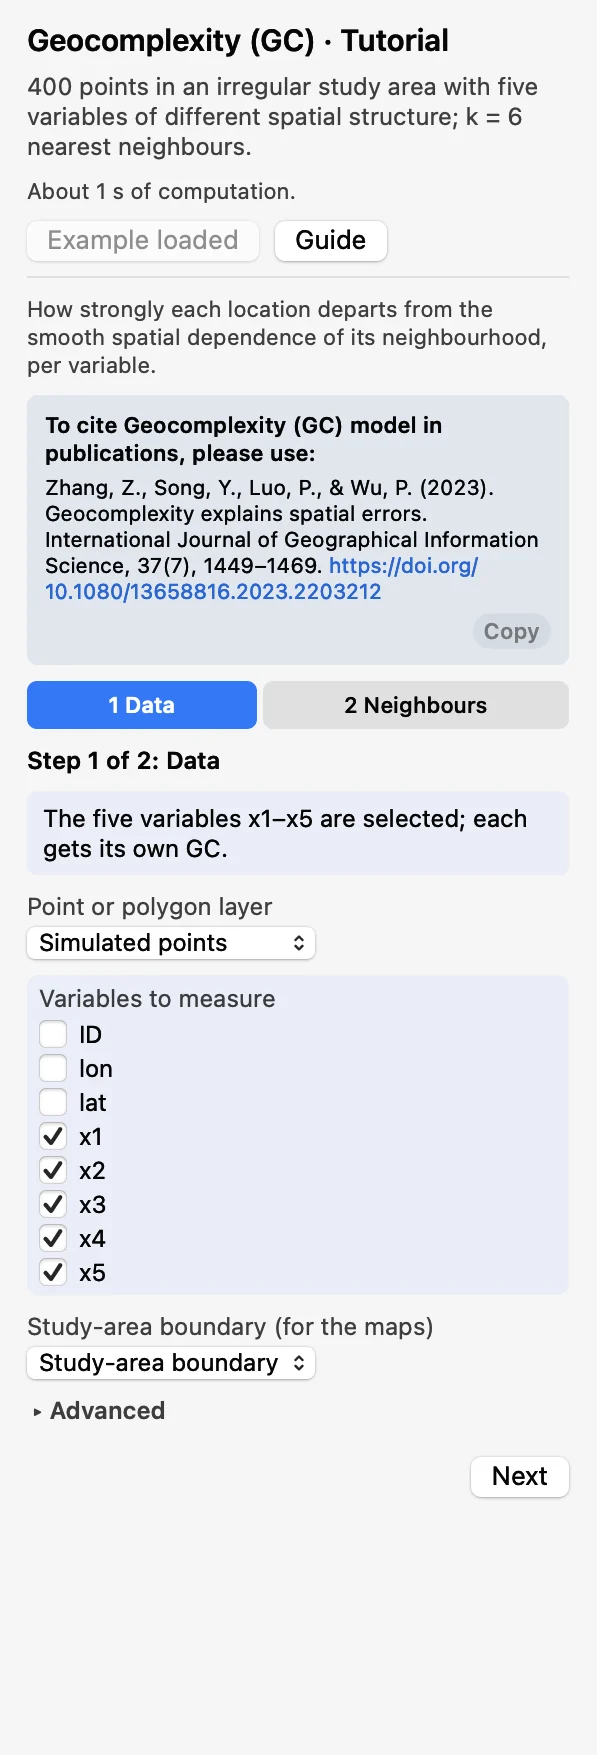 Geocomplexity (GC) · Tutorial
400 points in an irregular study area with five
variables of different spatial structure; k = 6
nearest neighbours.
About 1 s of computation.
Example loaded
Guide
How strongly each location departs from the
smooth spatial dependence of its neighbourhood,
per variable.
To cite Geocomplexity (GC) model in
publications, please use:
Zhang, Z., Song, Y., Luo, P., & Wu, P. (2023).
Geocomplexity explains spatial errors.
International Journal of Geographical Information
Science, 37(7), 1449–1469. https://doi.org/
10.1080/13658816.2023.2203212
Copy
1 Data
2 Neighbours
Step 1 of 2: Data
The five variables x1–x5 are selected; each
gets its own GC.
Point or polygon layer
Simulated points
Variables to measure
ID
lon
lat
x1
x2
x3
x4
x5
Study-area boundary (for the maps)
Study-area boundary
Advanced
Next